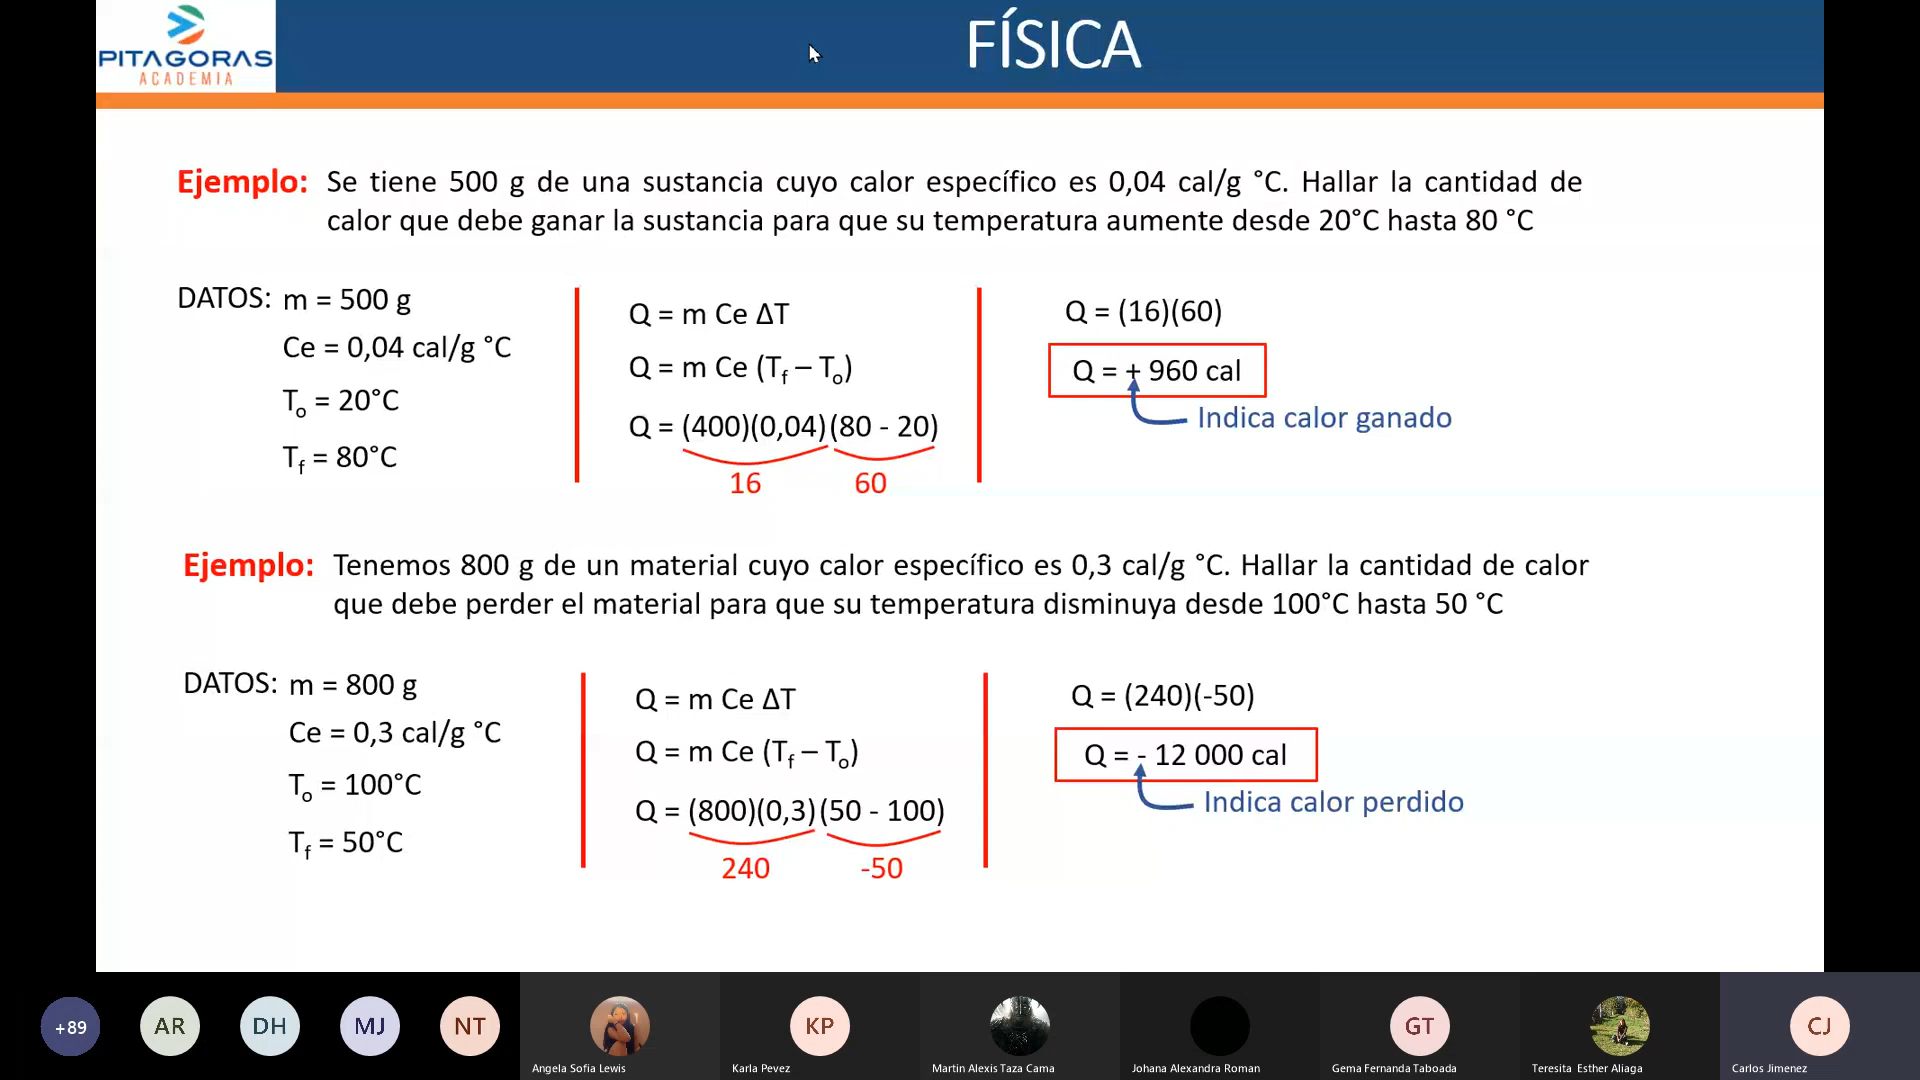 PITAGORAS
ACADEMIA
FÍSICA
Ejemplo: Se tiene 500 g de una sustancia cuyo calor específico es 0,04 cal/g °C. Hallar la cantidad de
calor que debe ganar la sustancia para que su temperatura aumente desde 20°C hasta 80 °C
DATOS: m = 500 g
Ce = 0,04 cal/g °C
To = 20°C
Tf = 80°C
Q = m Ce ΔT
Q = m Ce (Tf – To)
Q = (400)(0,04)(80 - 20)
16 60
Q = (16)(60)
Q = + 960 cal
Indica calor ganado
Ejemplo: Tenemos 800 g de un material cuyo calor específico es 0,3 cal/g °C. Hallar la cantidad de calor
que debe perder el material para que su temperatura disminuya desde 100°C hasta 50 °C
DATOS: m = 800 g
Ce = 0,3 cal/g °C
To = 100°C
Tf = 50°C
Q = m Ce ΔT
Q = m Ce (Tf – To)
Q = (800)(0,3)(50 - 100)
240 -50
Q = (240)(-50)
Q = - 12 000 cal
Indica calor perdido
+89 AR DH MJ NT KP GT CJ
Angela Sofia Lewis Karla Pevez Martin Alexis Taza Cama Johana Alexandra Roman Gema Fernanda Taboada Teresita Esther Aliaga Carlos Jimenez